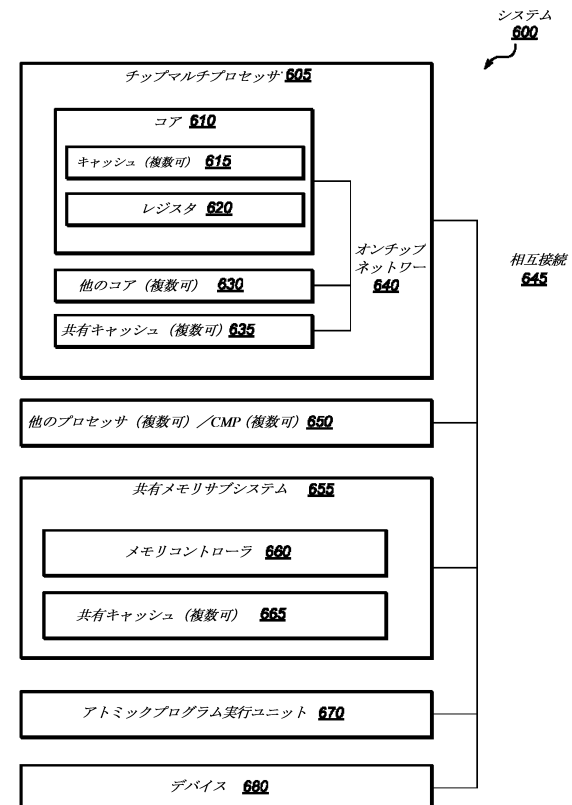 システム
600
チップマルチプロセッサ 605
コア 610
キャッシュ（複数可） 615
レジスタ 620
オンチップ
ネットワー
640
他のコア（複数可） 630
共有キャッシュ（複数可） 635
相互接続
645
他のプロセッサ（複数可）／CMP（複数可） 650
共有メモリサブシステム 655
メモリコントローラ 660
共有キャッシュ（複数可） 665
アトミックプログラム実行ユニット 670
デバイス 680